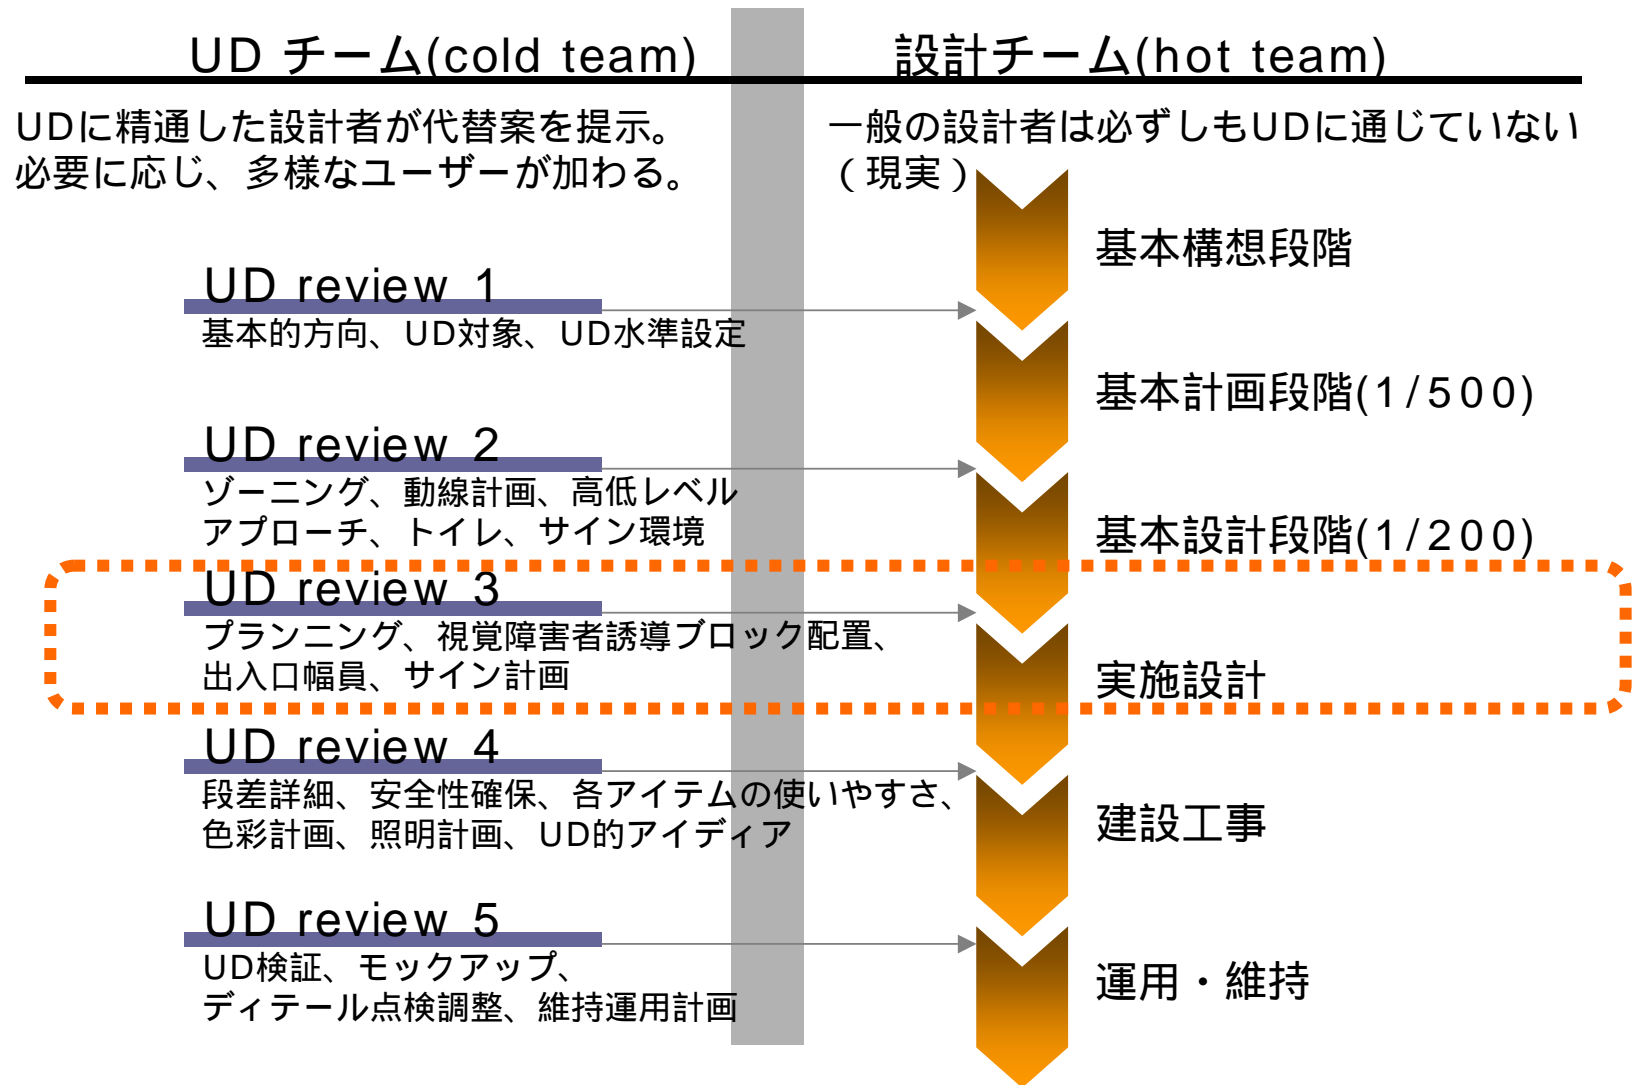 UD チーム(cold team)
設計チーム(hot team)
UDに精通した設計者が代替案を提示。
必要に応じ、多様なユーザーが加わる。
一般の設計者は必ずしもUDに通じていない
（現実）
基本構想段階
UD review 1
基本的方向、UD対象、UD水準設定
基本計画段階(1/500)
UD review 2
ゾーニング、動線計画、高低レベル
アプローチ、トイレ、サイン環境
基本設計段階(1/200)
UD review 3
プランニング、視覚障害者誘導ブロック配置、
出入口幅員、サイン計画
実施設計
UD review 4
段差詳細、安全性確保、各アイテムの使いやすさ、
色彩計画、照明計画、UD的アイディア
建設工事
UD review 5
UD検証、モックアップ、
ディテール点検調整、維持運用計画
運用・維持